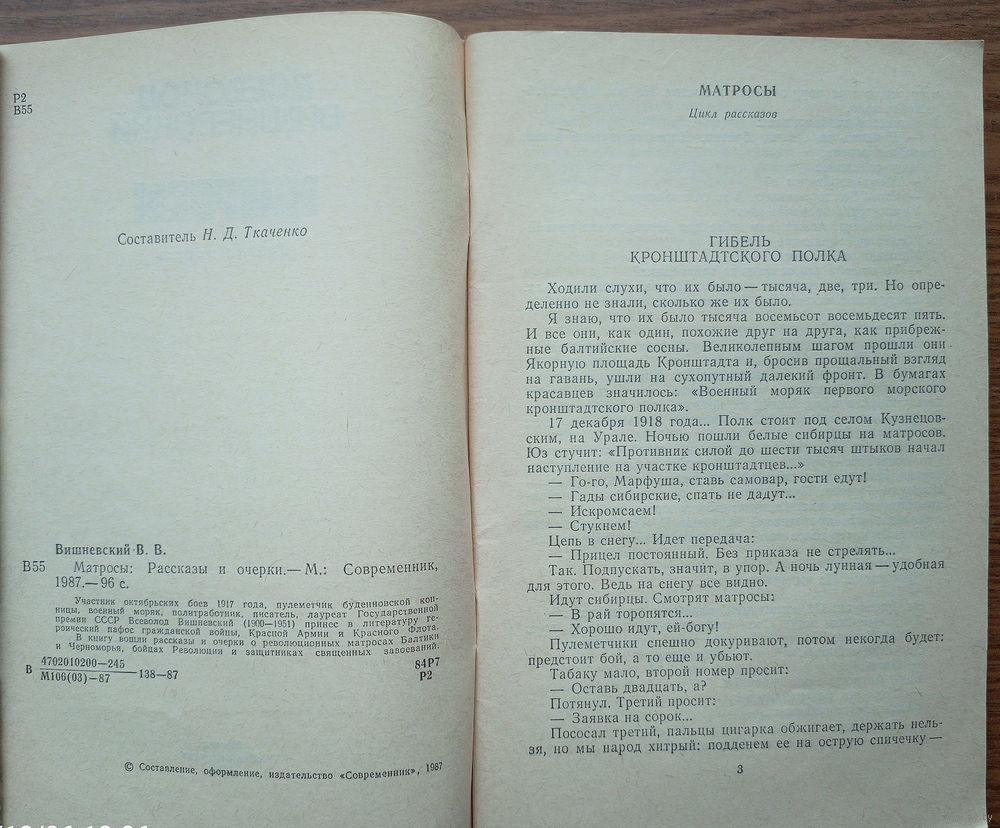 Р2
В55
Составитель Н. Д. Ткаченко
Вишневский В. В.
В55 Матросы: Рассказы и очерки.— М.: Современник,
1987.— 96 с.
Участник октябрьских боев 1917 года, пулеметчик буденновской кон-
ницы, военный моряк, политработник, писатель, лауреат Государственной
премии СССР Всеволод Вишневский (1900—1951) принес в литературу ге-
роический пафос гражданской войны, Красной Армии и Красного Флота.
В книгу вошли рассказы и очерки о революционных матросах Балтики
и Черноморья, бойцах Революции и защитниках священных завоеваний.
В 4702010200—245
М106(03)—87 —138—87
84Р7
Р2
© Составление, оформление, издательство «Современник», 1987
МАТРОСЫ
Цикл рассказов
ГИБЕЛЬ
КРОНШТАДТСКОГО ПОЛКА
Ходили слухи, что их было — тысяча, две, три. Но опре-
деленно не знали, сколько же их было.
Я знаю, что их было тысяча восемьсот восемьдесят пять.
И все они, как один, похожие друг на друга, как прибреж-
ные балтийские сосны. Великолепным шагом прошли они
Якорную площадь Кронштадта и, бросив прощальный взгляд
на гавань, ушли на сухопутный далекий фронт. В бумагах
красавцев значилось: «Военный моряк первого морского
кронштадтского полка».
17 декабря 1918 года... Полк стоит под селом Кузнецов-
ским, на Урале. Ночью пошли белые сибирцы на матросов.
Юз стучит: «Противник силой до шести тысяч штыков начал
наступление на участке кронштадтцев...»
— Го-го, Марфуша, ставь самовар, гости едут!
— Гады сибирские, спать не дадут...
— Искромсаем!
— Стукнем!
Цепь в снегу... Идет передача:
— Прицел постоянный. Без приказа не стрелять...
Так. Подпускать, значит, в упор. А ночь лунная — удобная
для этого. Ведь на снегу все видно.
Идут сибирцы. Смотрят матросы:
— В рай торопятся...
— Хорошо идут, ей-богу!
Пулеметчики спешно докуривают, потом некогда будет:
предстоит бой, а то еще и убьют.
Табаку мало, второй номер просит:
— Оставь двадцать, а?
Потянул. Третий просит:
— Заявка на сорок...
Пососал третий, пальцы цигарка обжигает, держать нель-
зя, но мы народ хитрый: подденем ее на острую спичечку —
3